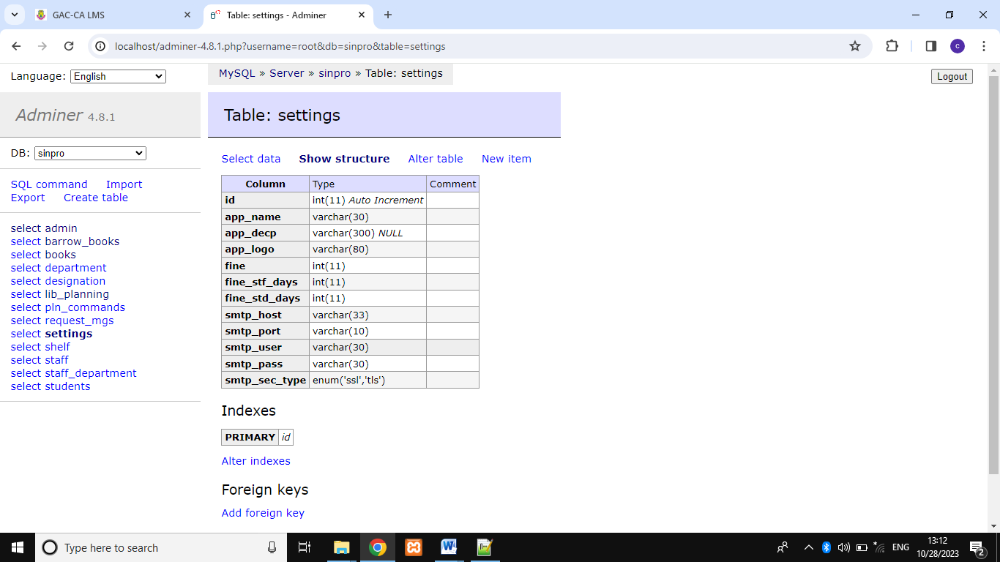 GAC-CA LMS
Table: settings - Adminer
localhost/adminer-4.8.1.php?username=root&db=sinpro&table=settings
c
Language: English
MySQL » Server » sinpro » Table: settings
Logout
Adminer 4.8.1
Table: settings
DB: sinpro
Select data Show structure Alter table New item
SQL command Import
Export Create table
Column Type Comment
id int(11) Auto Increment
app_name varchar(30)
app_decp varchar(300) NULL
app_logo varchar(80)
fine int(11)
fine_stf_days int(11)
fine_std_days int(11)
smtp_host varchar(33)
smtp_port varchar(10)
smtp_user varchar(30)
smtp_pass varchar(30)
smtp_sec_type enum('ssl','tls')
select admin
select barrow_books
select books
select department
select designation
select lib_planning
select pln_commands
select request_mgs
select settings
select shelf
select staff
select staff_department
select students
Indexes
PRIMARY id
Alter indexes
Foreign keys
Add foreign key
Type here to search
ENG
13:12
10/28/2023
2